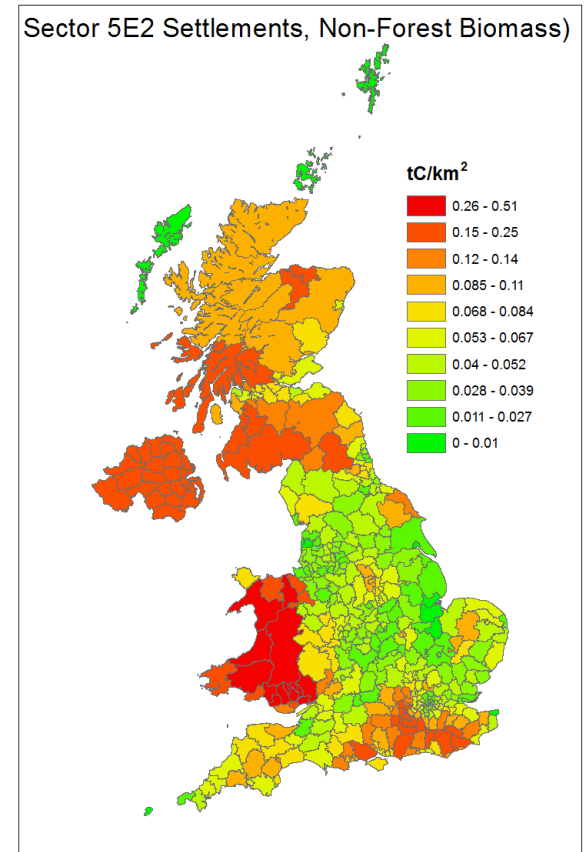 Sector 5E2 Settlements, Non-Forest Biomass)
tC/km²
0.26 - 0.51
0.15 - 0.25
0.12 - 0.14
0.085 - 0.11
0.068 - 0.084
0.053 - 0.067
0.04 - 0.052
0.028 - 0.039
0.011 - 0.027
0 - 0.01